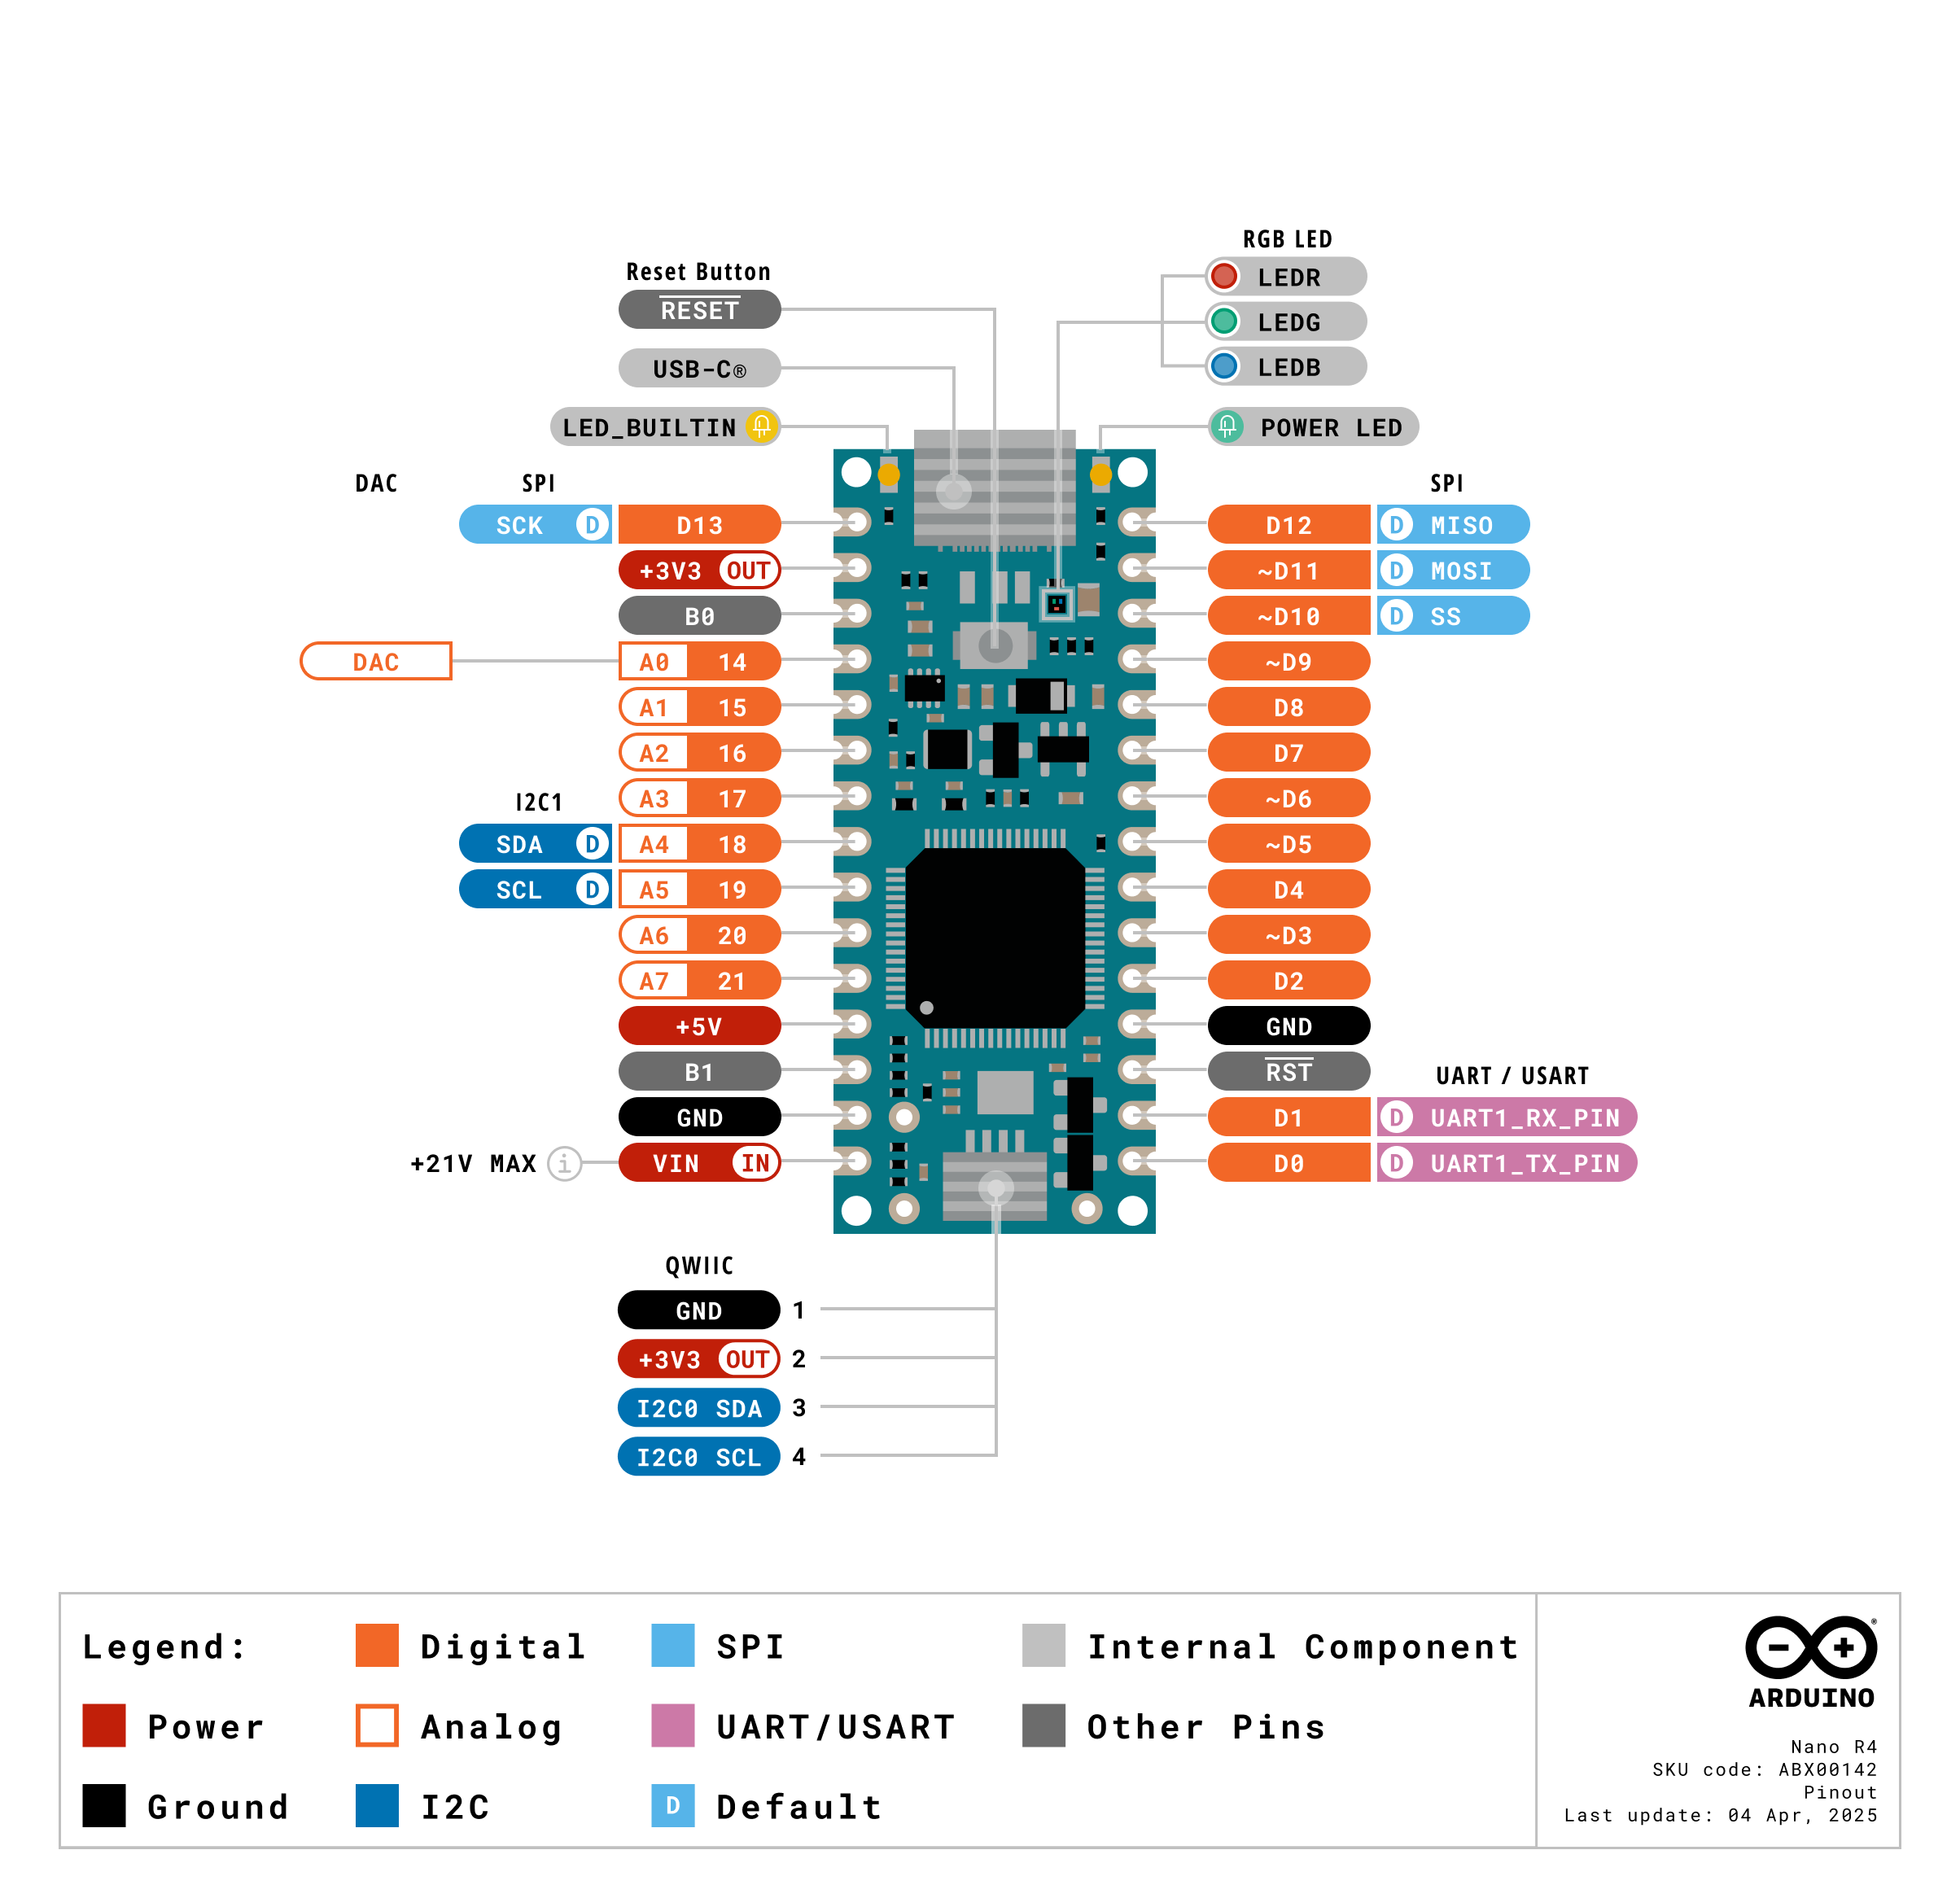 RGB LED
LEDR
LEDG
LEDB
Reset Button
RESET
USB-C®
LED_BUILTIN
POWER LED
DAC SPI
SCK D D13
+3V3 OUT
B0
DAC A0 14
A1 15
A2 16
A3 17
I2C1
SDA D A4 18
SCL D A5 19
A6 20
A7 21
+5V
B1
GND
+21V MAX i VIN IN
SPI
D12 D MISO
~D11 D MOSI
~D10 D SS
~D9
D8
D7
~D6
~D5
D4
~D3
D2
GND
RST
UART / USART
D1 D UART1_RX_PIN
D0 D UART1_TX_PIN
QWIIC
GND 1
+3V3 OUT 2
I2C0 SDA 3
I2C0 SCL 4
Legend:
Power
Ground
Digital
Analog
I2C
SPI
UART/USART
D Default
Internal Component
Other Pins
ARDUINO ®
Nano R4
SKU code: ABX00142
Pinout
Last update: 04 Apr, 2025